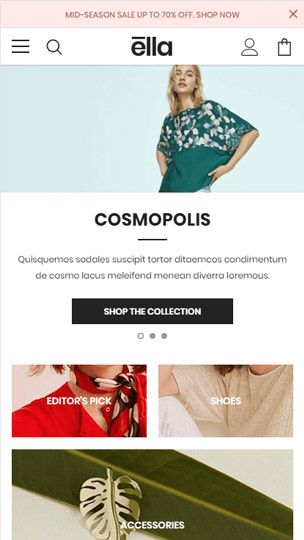 MID-SEASON SALE UP TO 70% OFF. SHOP NOW
ēlla
COSMOPOLIS
Quisquemos sodales suscipit tortor ditaemcos condimentum
de cosmo lacus meleifend menean diverra loremous.
SHOP THE COLLECTION
EDITOR'S PICK
SHOES
ACCESSORIES